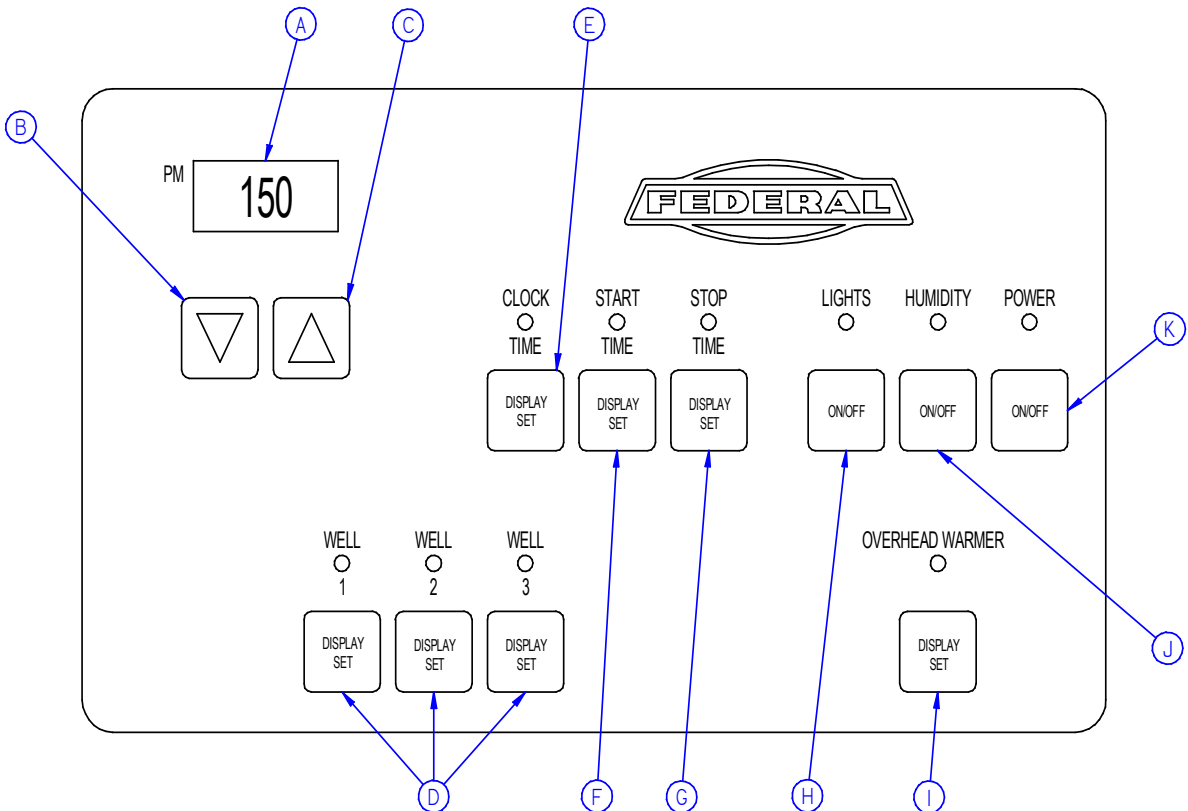 A
C
E
B
PM
150
FEDERAL
CLOCK
TIME
START
TIME
STOP
TIME
LIGHTS
HUMIDITY
POWER
K
DISPLAY
SET
DISPLAY
SET
DISPLAY
SET
ON/OFF
ON/OFF
ON/OFF
WELL
1
WELL
2
WELL
3
OVERHEAD WARMER
DISPLAY
SET
DISPLAY
SET
DISPLAY
SET
DISPLAY
SET
J
D
F
G
H
I